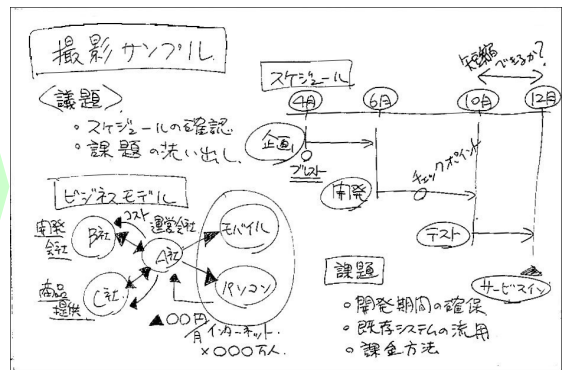 撮影サンプル
<議題>
・スケジュールの確認
・課題の洗い出し
スケジュール
短縮できるか?
4月 6月 10月 12月
企画
ブレスト
開発
チェックポイント
テスト
サービスイン
ビジネスモデル
開発会社
B社
コスト
運営会社
A社
モバイル
パソコン
C社
商品提供
▲〇〇円/月
インターネット
×〇〇〇万人
課題
○開発期間の確保
○既存システムの流用
○課金方法